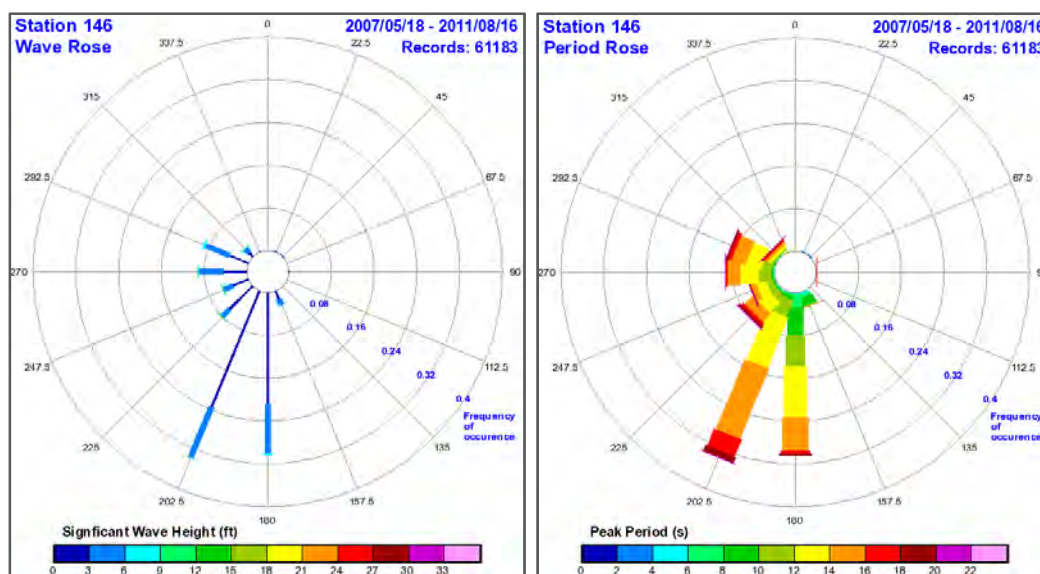 Station 146
Wave Rose
2007/05/18 - 2011/08/16
Records: 61183
0
22.5
45
67.5
90
112.5
135
157.5
180
202.5
225
247.5
270
292.5
315
337.5
0.08
0.16
0.24
0.32
0.4
Frequency
of
occurence
Signficant Wave Height (ft)
0 3 6 9 12 15 18 21 24 27 30 33
Station 146
Period Rose
2007/05/18 - 2011/08/16
Records: 61183
0
22.5
45
67.5
9
112.5
135
157.5
180
202.5
225
247.5
270
292.5
315
337.5
0.08
0.16
0.24
0.32
0.4
Frequency
of
occurence
Peak Period (s)
0 2 4 6 8 10 12 14 16 18 20 22